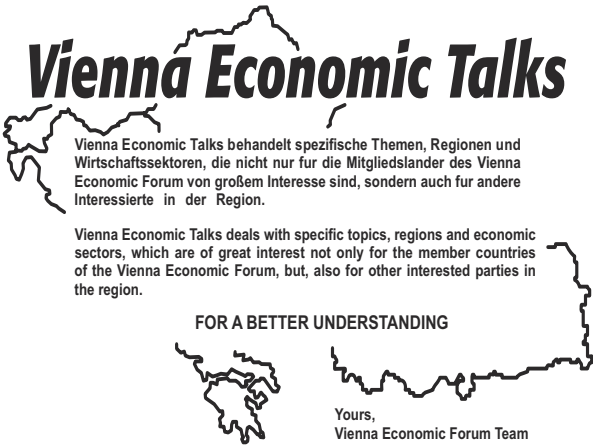 Vienna Economic Talks
Vienna Economic Talks behandelt spezifische Themen, Regionen und
Wirtschaftssektoren, die nicht nur fur die Mitgliedslander des Vienna
Economic Forum von großem Interesse sind, sondern auch fur andere
Interessierte in der Region.
Vienna Economic Talks deals with specific topics, regions and economic
sectors, which are of great interest not only for the member countries
of the Vienna Economic Forum, but, also for other interested parties in
the region.
FOR A BETTER UNDERSTANDING
Yours,
Vienna Economic Forum Team